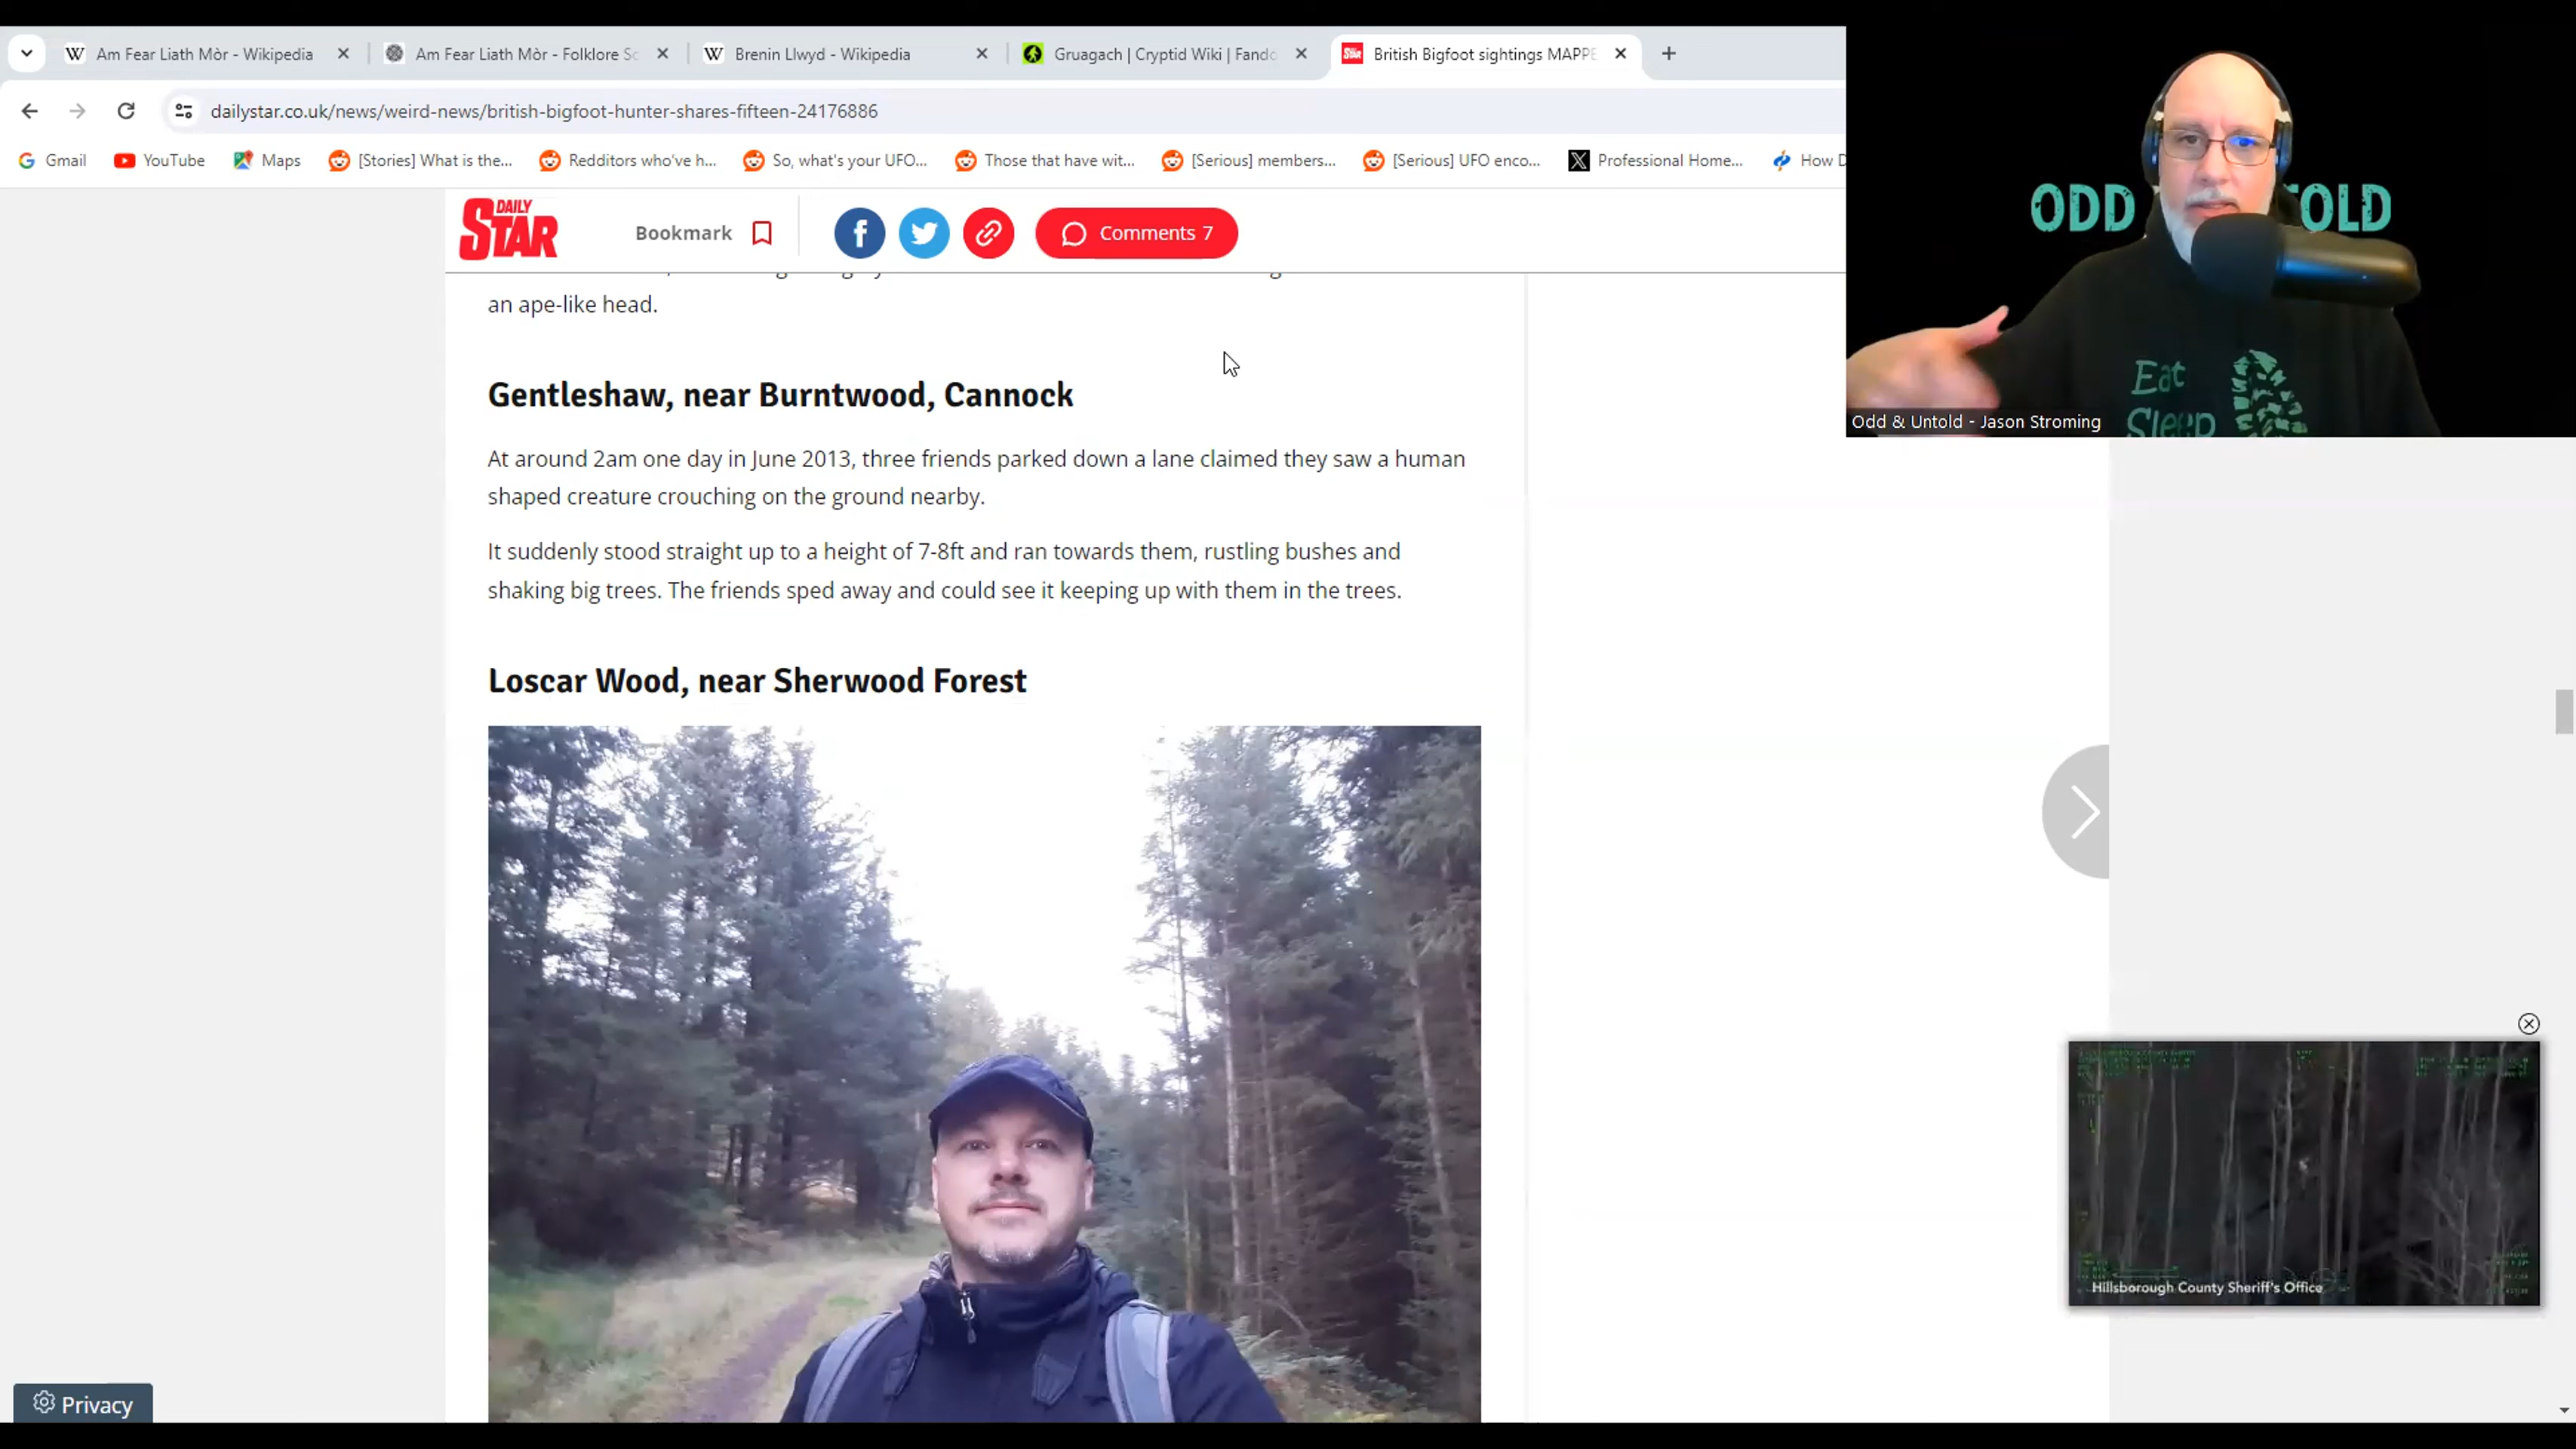 Am Fear Liath Mòr - Wikipedia
Am Fear Liath Mòr - Folklore Sc
Brenin Llwyd - Wikipedia
Gruagach | Cryptid Wiki | Fando
British Bigfoot sightings MAPPE
dailystar.co.uk/news/weird-news/british-bigfoot-hunter-shares-fifteen-24176886
Gmail
YouTube
Maps
[Stories] What is the...
Redditors who've h...
So, what's your UFO...
Those that have wit...
[Serious] members...
[Serious] UFO enco...
Professional Home...
How D
ODD
OLD
Eat
Sleep
Odd & Untold - Jason Stroming
DAILY
STAR
Bookmark
Comments 7
an ape-like head.
Gentleshaw, near Burntwood, Cannock
At around 2am one day in June 2013, three friends parked down a lane claimed they saw a human
shaped creature crouching on the ground nearby.
It suddenly stood straight up to a height of 7-8ft and ran towards them, rustling bushes and
shaking big trees. The friends sped away and could see it keeping up with them in the trees.
Loscar Wood, near Sherwood Forest
Hillsborough County Sheriff's Office
Privacy